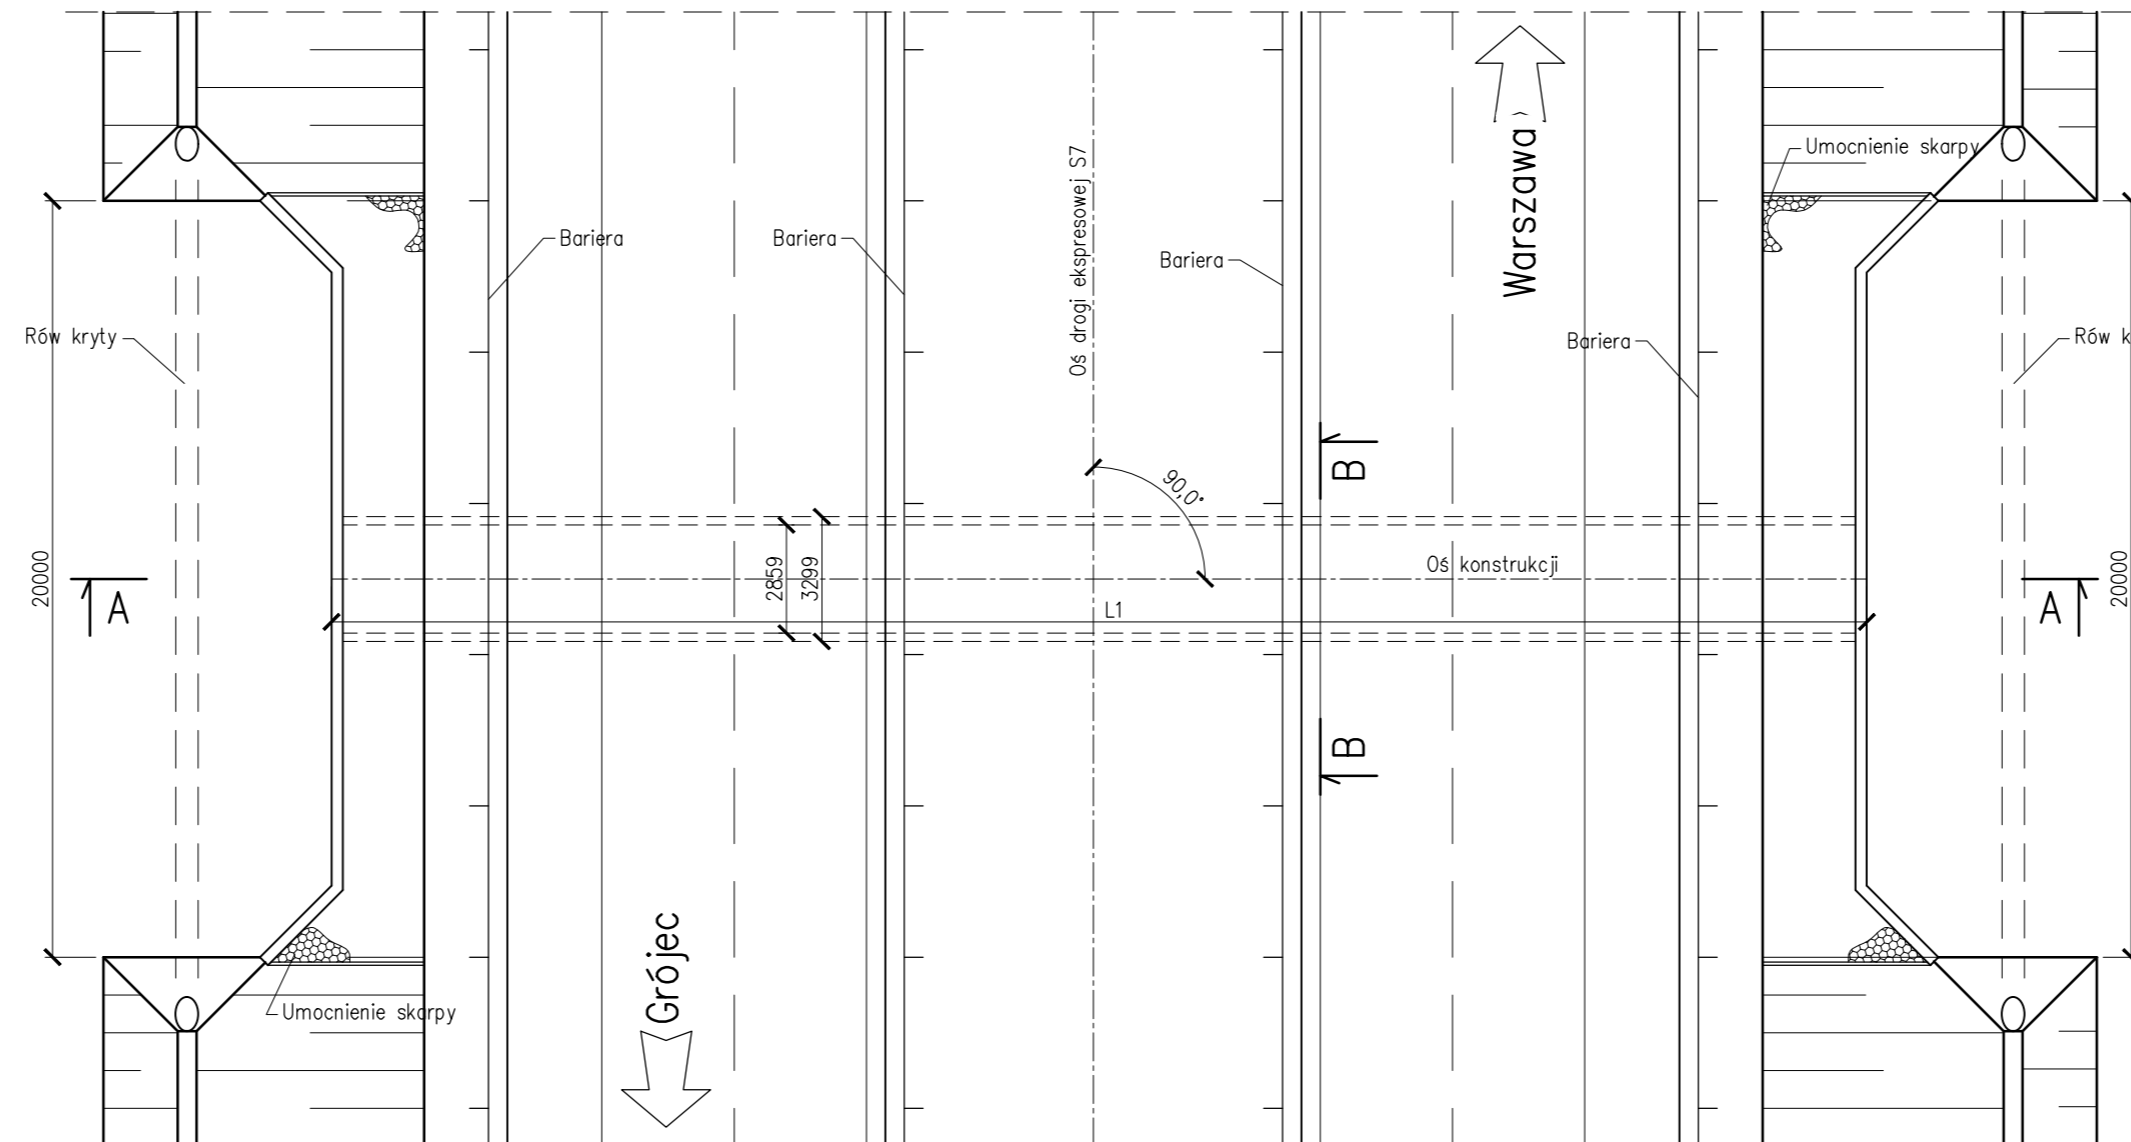 Warszawa
Umocnienie skarpy
Oś drogi ekspresowej S7
Bariera
Bariera
Bariera
Bariera
Rów kryty
Rów k
B
90,0°
20000
A
2859
3299
Oś konstrukcji
L1
A
20000
B
Grójec
Umocnienie skarpy